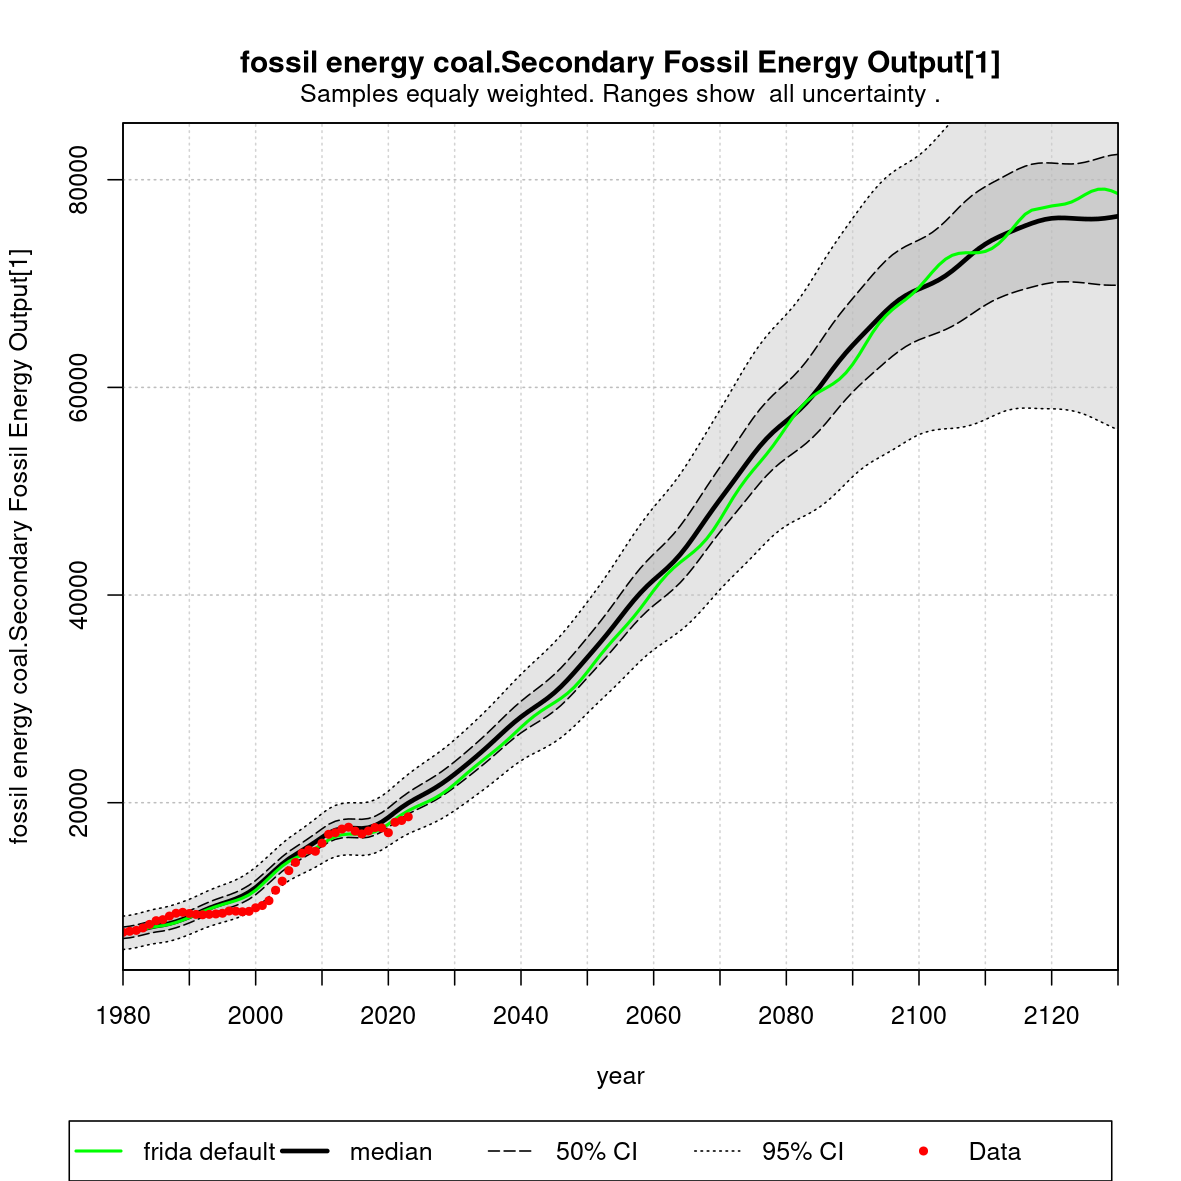 fossil energy coal.Secondary Fossil Energy Output[1]
Samples equaly weighted. Ranges show  all uncertainty .
fossil energy coal.Secondary Fossil Energy Output[1]
80000
60000
40000
20000
1980 2000 2020 2040 2060 2080 2100 2120
year
frida default median 50% CI 95% CI Data